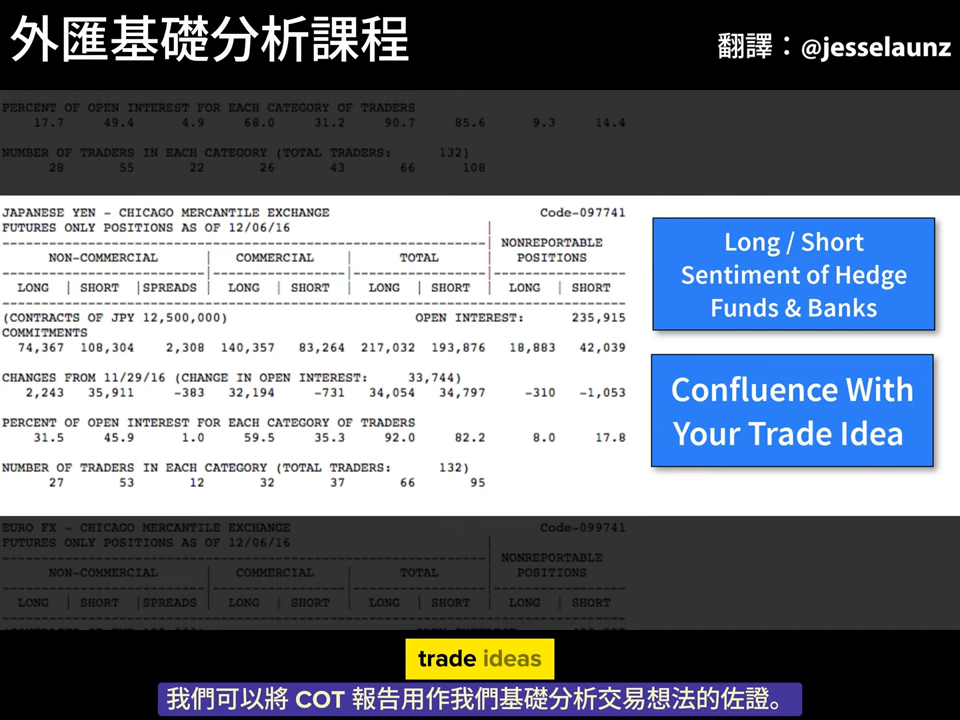 外匯基礎分析課程
翻譯：@jesselaunz
PERCENT OF OPEN INTEREST FOR EACH CATEGORY OF TRADERS
17.7 49.4 4.9 68.0 31.2 90.7 85.6 9.3 14.4
NUMBER OF TRADERS IN EACH CATEGORY (TOTAL TRADERS: 132)
28 55 22 26 43 66 108
JAPANESE YEN - CHICAGO MERCANTILE EXCHANGE Code-097741
FUTURES ONLY POSITIONS AS OF 12/06/16
NONREPORTABLE
NON-COMMERCIAL COMMERCIAL TOTAL POSITIONS
LONG | SHORT |SPREADS | LONG | SHORT | LONG | SHORT | LONG | SHORT
(CONTRACTS OF JPY 12,500,000) OPEN INTEREST: 235,915
COMMITMENTS
74,367 108,304 2,308 140,357 83,264 217,032 193,876 18,883 42,039
CHANGES FROM 11/29/16 (CHANGE IN OPEN INTEREST: 33,744)
2,243 35,911 -383 32,194 -731 34,054 34,797 -310 -1,053
PERCENT OF OPEN INTEREST FOR EACH CATEGORY OF TRADERS
31.5 45.9 1.0 59.5 35.3 92.0 82.2 8.0 17.8
NUMBER OF TRADERS IN EACH CATEGORY (TOTAL TRADERS: 132)
27 53 12 32 37 66 95
Long / Short
Sentiment of Hedge
Funds & Banks
Confluence With
Your Trade Idea
EURO FX - CHICAGO MERCANTILE EXCHANGE Code-099741
FUTURES ONLY POSITIONS AS OF 12/06/16
NONREPORTABLE
NON-COMMERCIAL COMMERCIAL TOTAL POSITIONS
LONG | SHORT |SPREADS | LONG | SHORT | LONG | SHORT | LONG | SHORT
trade ideas
我們可以將 COT 報告用作我們基礎分析交易想法的佐證。